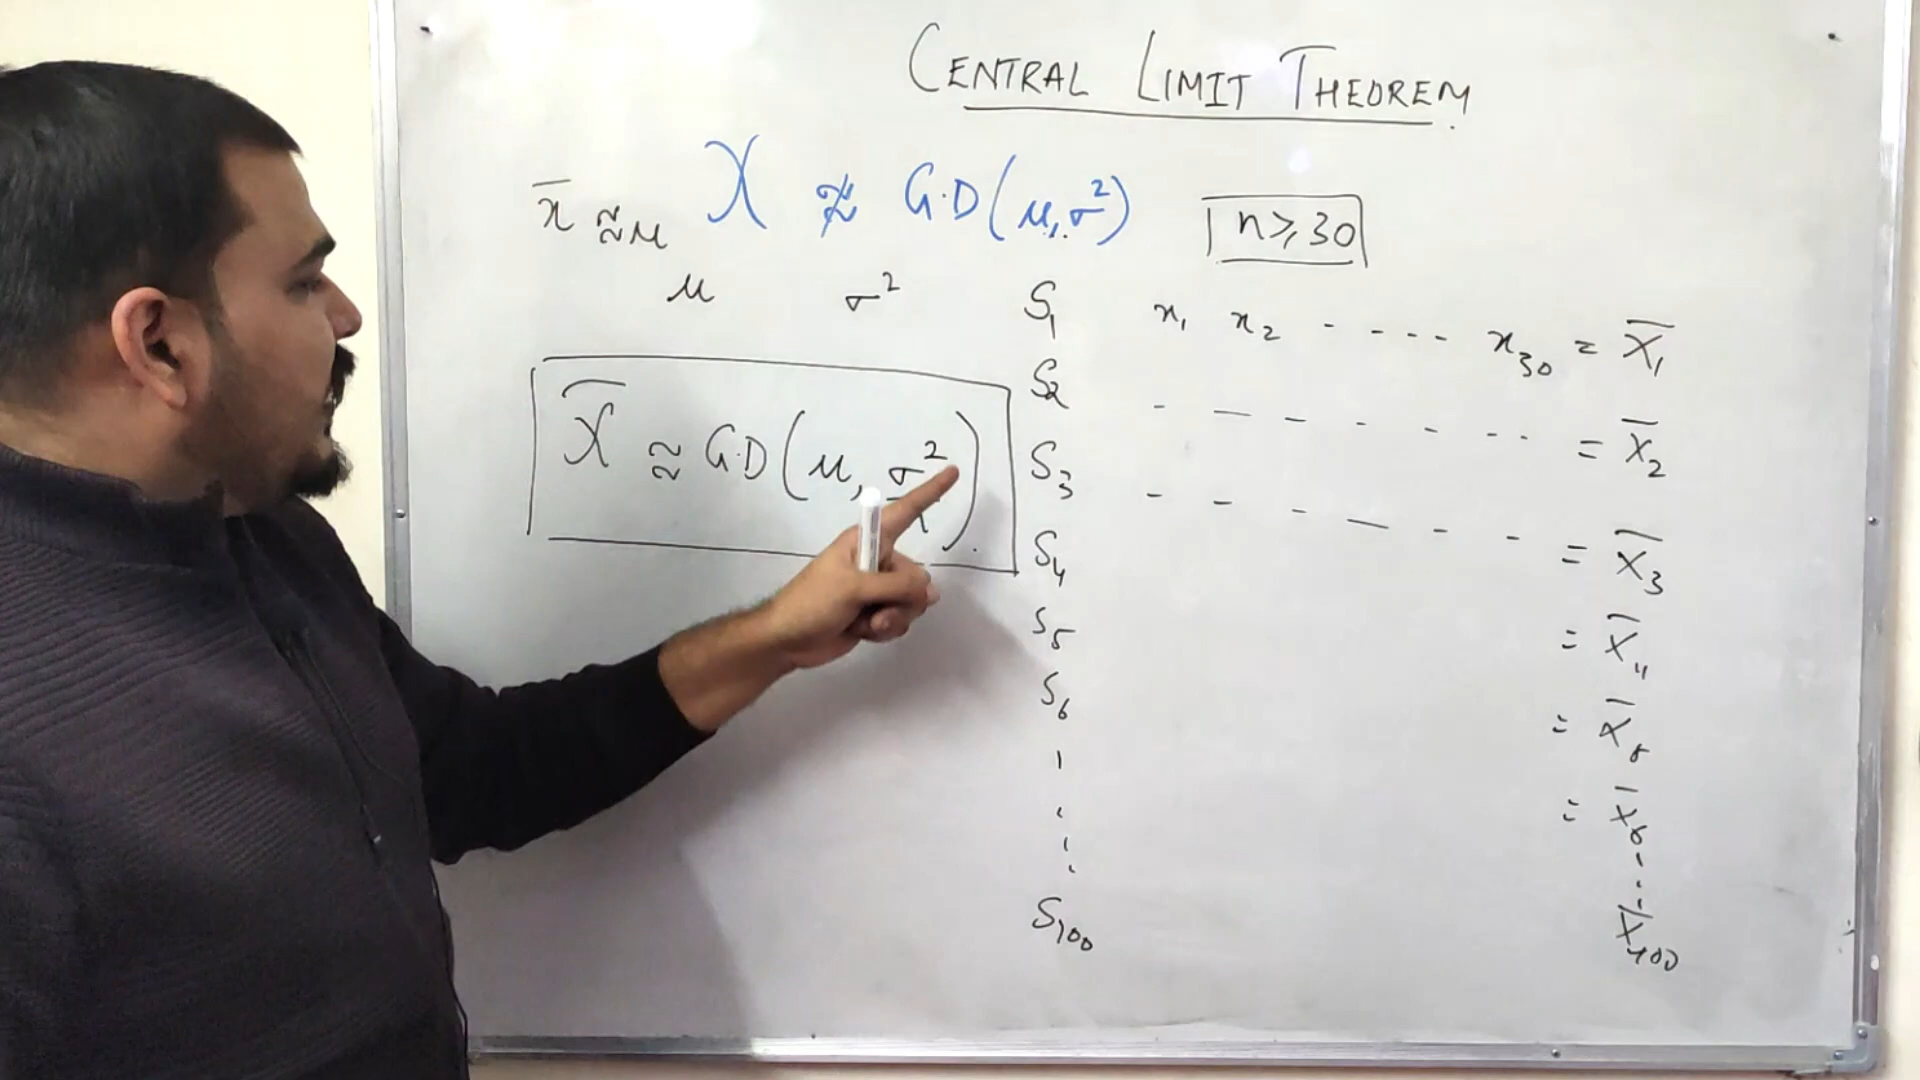 CENTRAL LIMIT THEOREM
x̄ ≈ μ X ≉ G.D(μ, σ²) n ≥ 30
μ σ²
S1 x1 x2 - - - - - x30 = X̄1
S2 - - - - - - - = X̄2
X̄ ≈ G.D(μ, σ²/n)
S3 - - - - - - = X̄3
S4 = X̄4
S5 = X̄5
S6 = X̄6
S100 X̄100